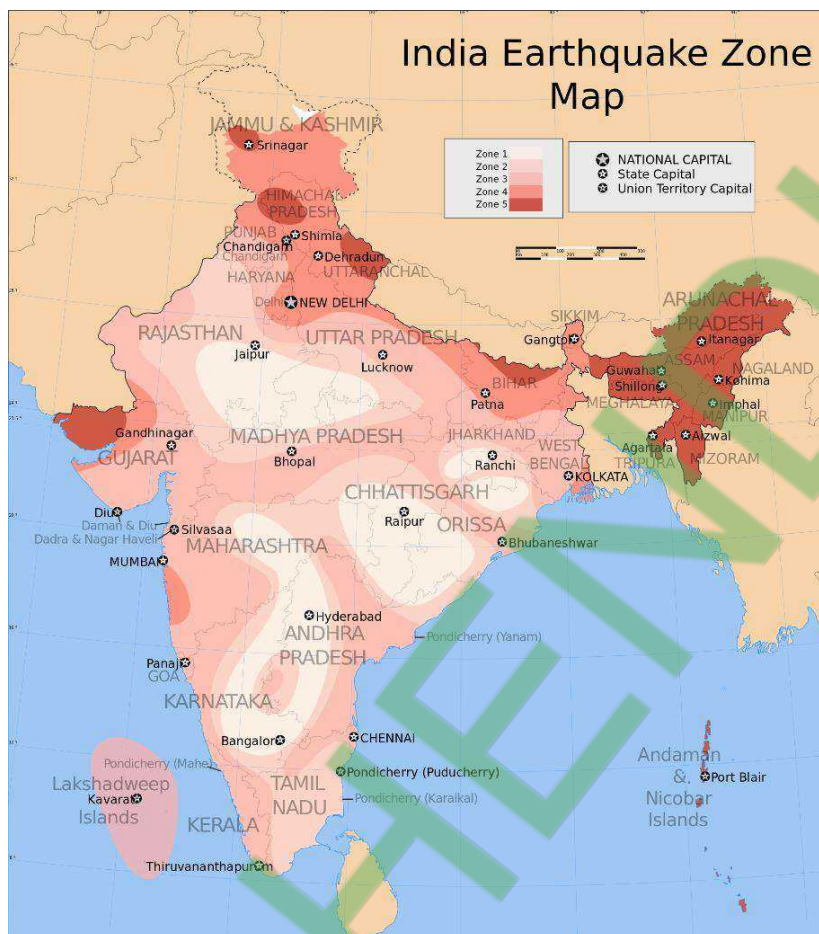 India Earthquake Zone
Map
JAMMU & KASHMIR
Srinagar
Zone 1
Zone 2
Zone 3
Zone 4
Zone 5
NATIONAL CAPITAL
State Capital
Union Territory Capital
HIMACHAL
PRADESH
PUNJAB
Shimla
Chandigarh
Chandigarh
Dehradun
UTTARANCHAL
HARYANA
Delhi
NEW DELHI
RAJASTHAN
Jaipur
UTTAR PRADESH
Lucknow
SIKKIM
Gangtok
ARUNACHAL
PRADESH
Itanagar
ASSAM
Guwahati
Shillong
NAGALAND
Kohima
MEGHALAYA
Imphal
MANIPUR
BIHAR
Patna
Gandhinagar
GUJARAT
MADHYA PRADESH
Bhopal
JHARKHAND
Ranchi
WEST
BENGAL
KOLKATA
Agartala
TRIPURA
Aizwal
MIZORAM
CHHATTISGARH
Raipur
ORISSA
Bhubaneshwar
Diu
Daman & Diu
Dadra & Nagar Haveli
Silvasaa
MAHARASHTRA
MUMBAI
Hyderabad
ANDHRA
PRADESH
Pondicherry (Yanam)
Panaji
GOA
KARNATAKA
Bangalore
CHENNAI
Pondicherry (Mahe)
Pondicherry (Puducherry)
Lakshadweep
Kavarati
Islands
TAMIL
NADU
Pondicherry (Karaikal)
KERALA
Thiruvananthapuram
Andaman
&
Nicobar
Islands
Port Blair